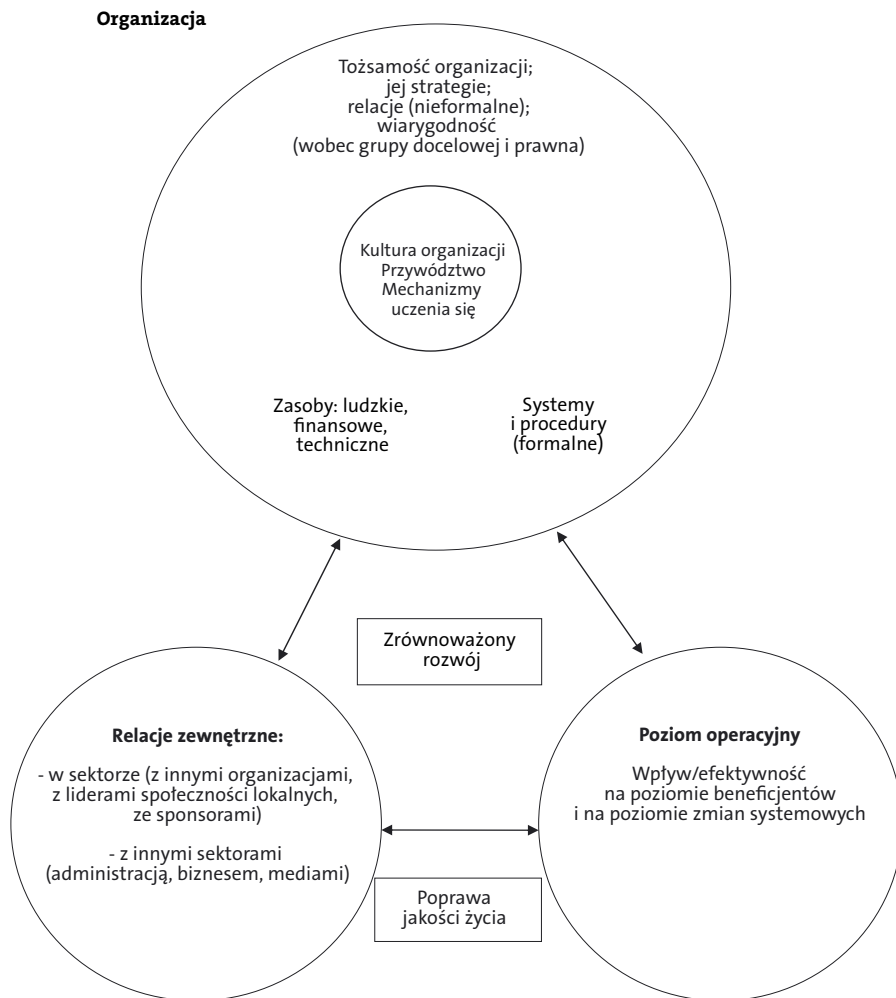 Organizacja
Tożsamość organizacji;
jej strategie;
relacje (nieformalne);
wiarygodność
(wobec grupy docelowej i prawna)
Kultura organizacji
Przywództwo
Mechanizmy
uczenia się
Zasoby: ludzkie,
finansowe,
techniczne
Systemy
i procedury
(formalne)
Zrównoważony
rozwój
Relacje zewnętrzne:
- w sektorze (z innymi organizacjami,
z liderami społeczności lokalnych,
ze sponsorami)
- z innymi sektorami
(administracją, biznesem, mediami)
Poziom operacyjny
Wpływ/efektywność
na poziomie beneficjentów
i na poziomie zmian systemowych
Poprawa
jakości życia